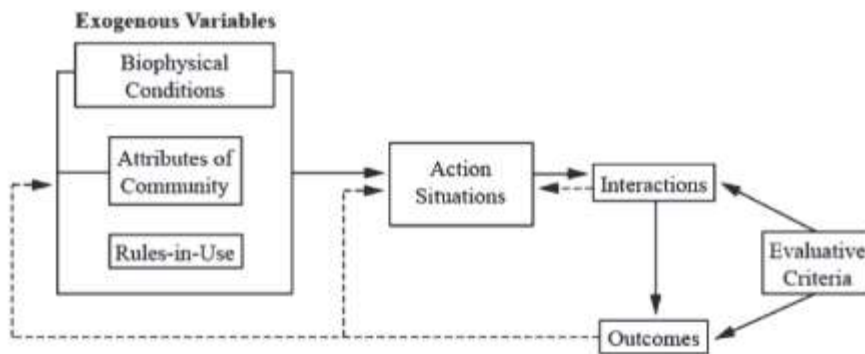 Exogenous Variables
Biophysical
Conditions
Attributes of
Community
Rules-in-Use
Action
Situations
Interactions
Evaluative
Criteria
Outcomes